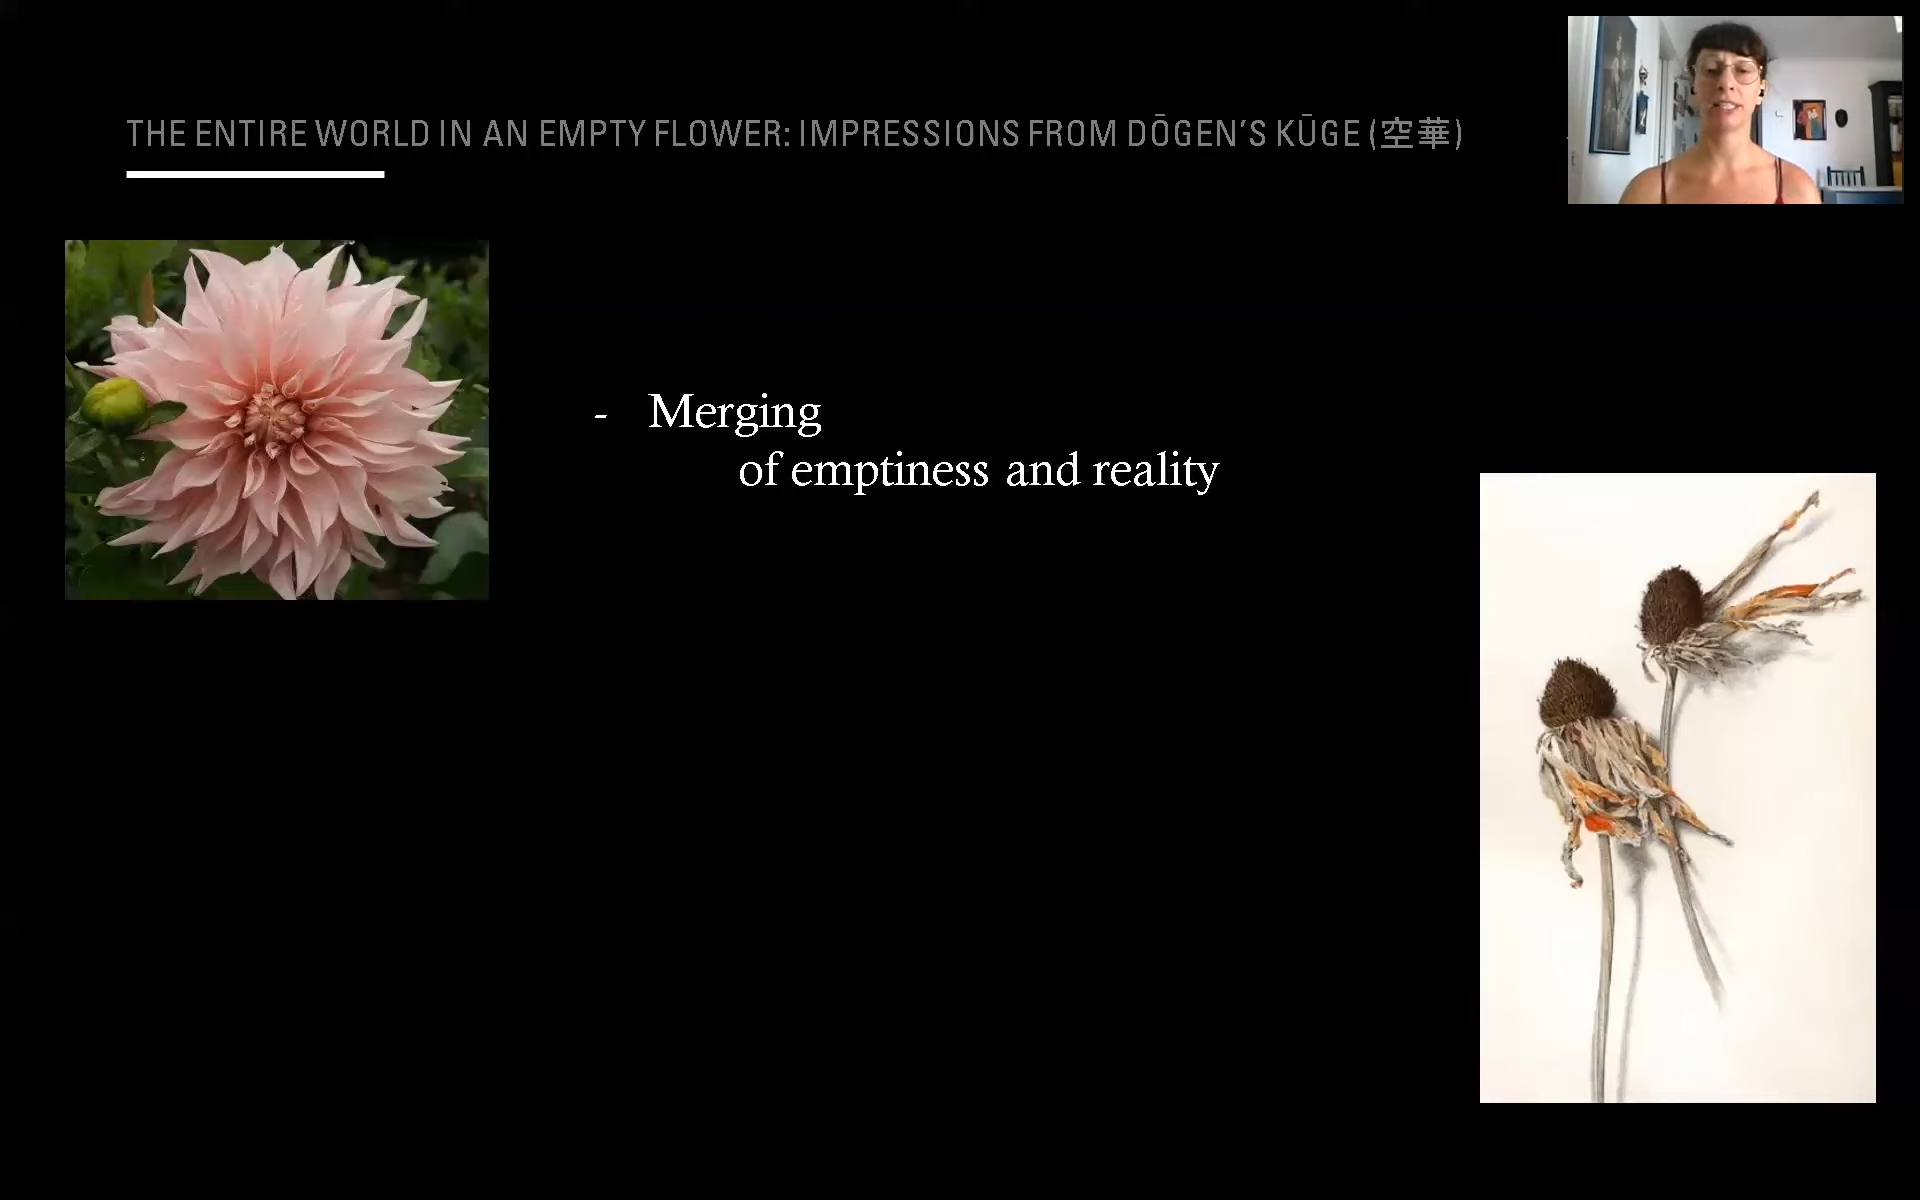 THE ENTIRE WORLD IN AN EMPTY FLOWER: IMPRESSIONS FROM DŌGEN’S KŪGE (空華)
- Merging
of emptiness and reality